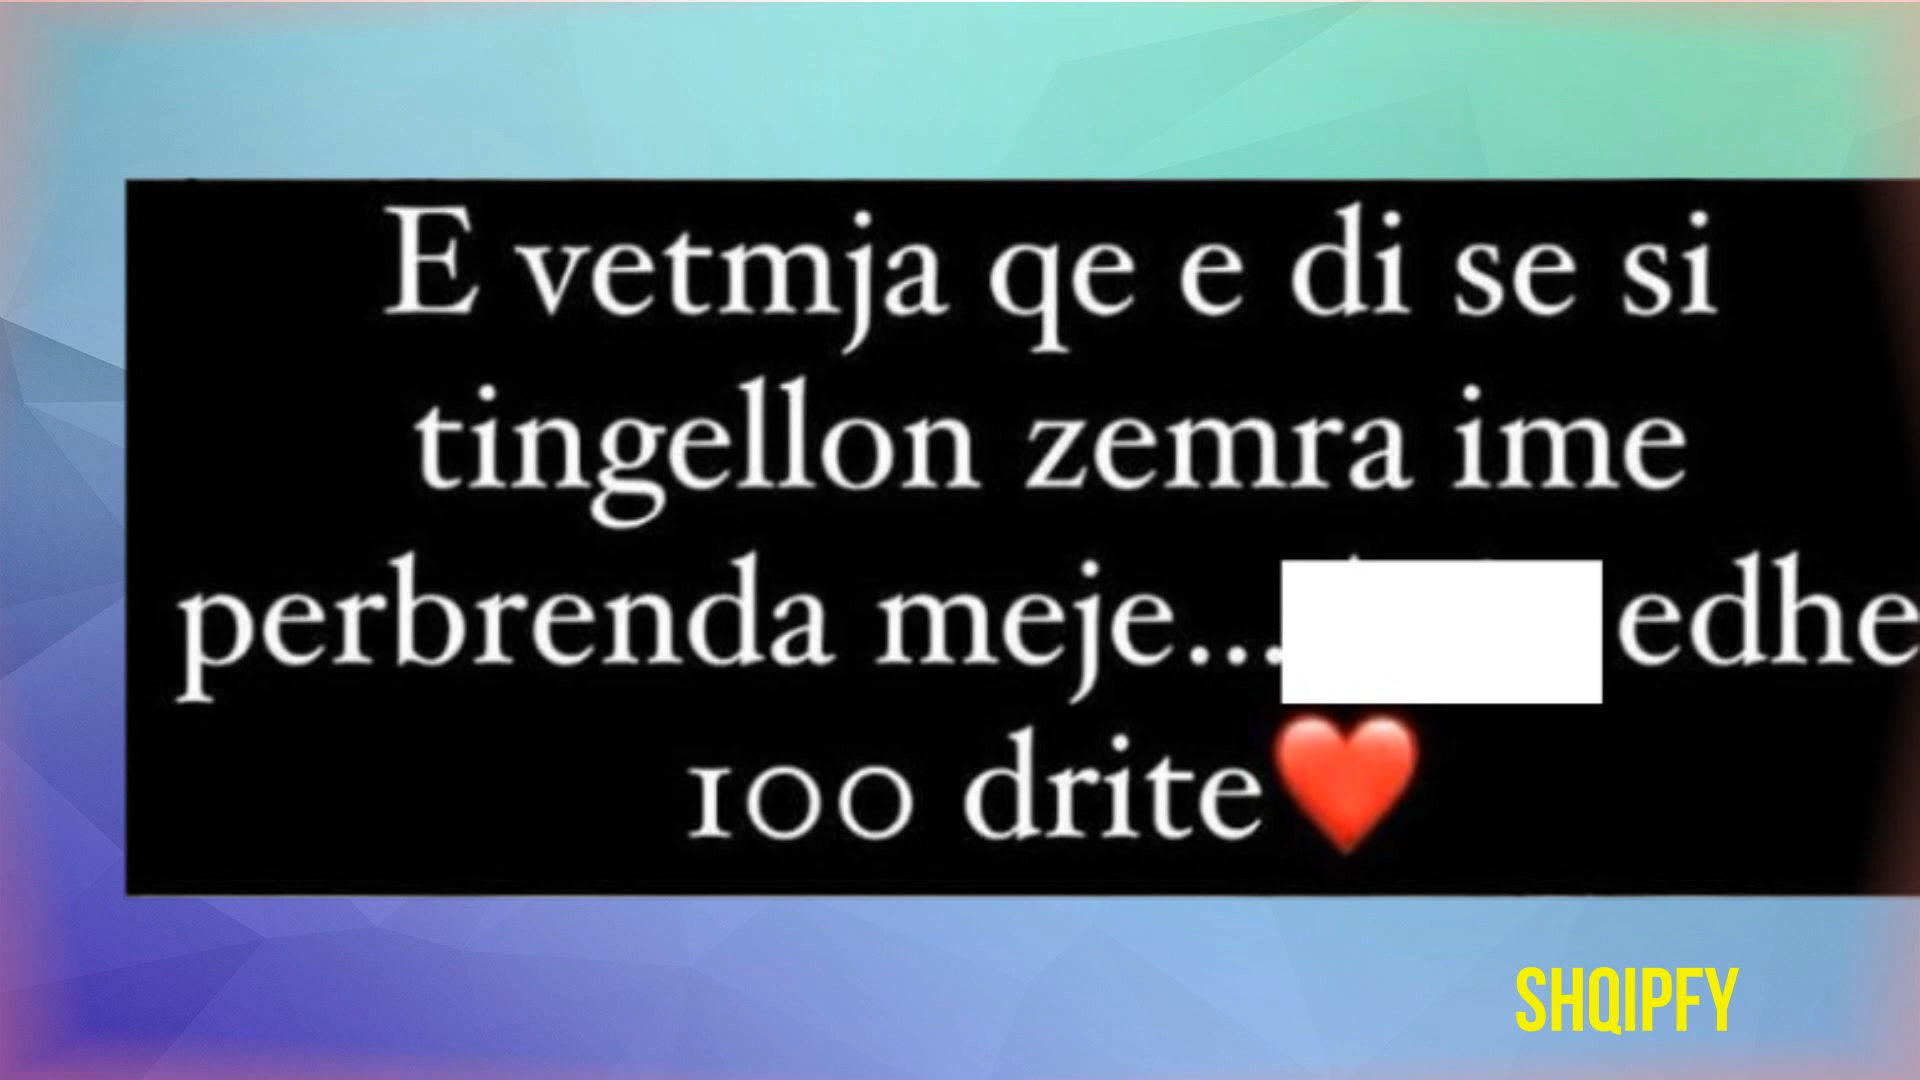 E vetmja qe e di se si
tingellon zemra ime
perbrenda meje... edhe
100 drite❤️
SHQIPFY